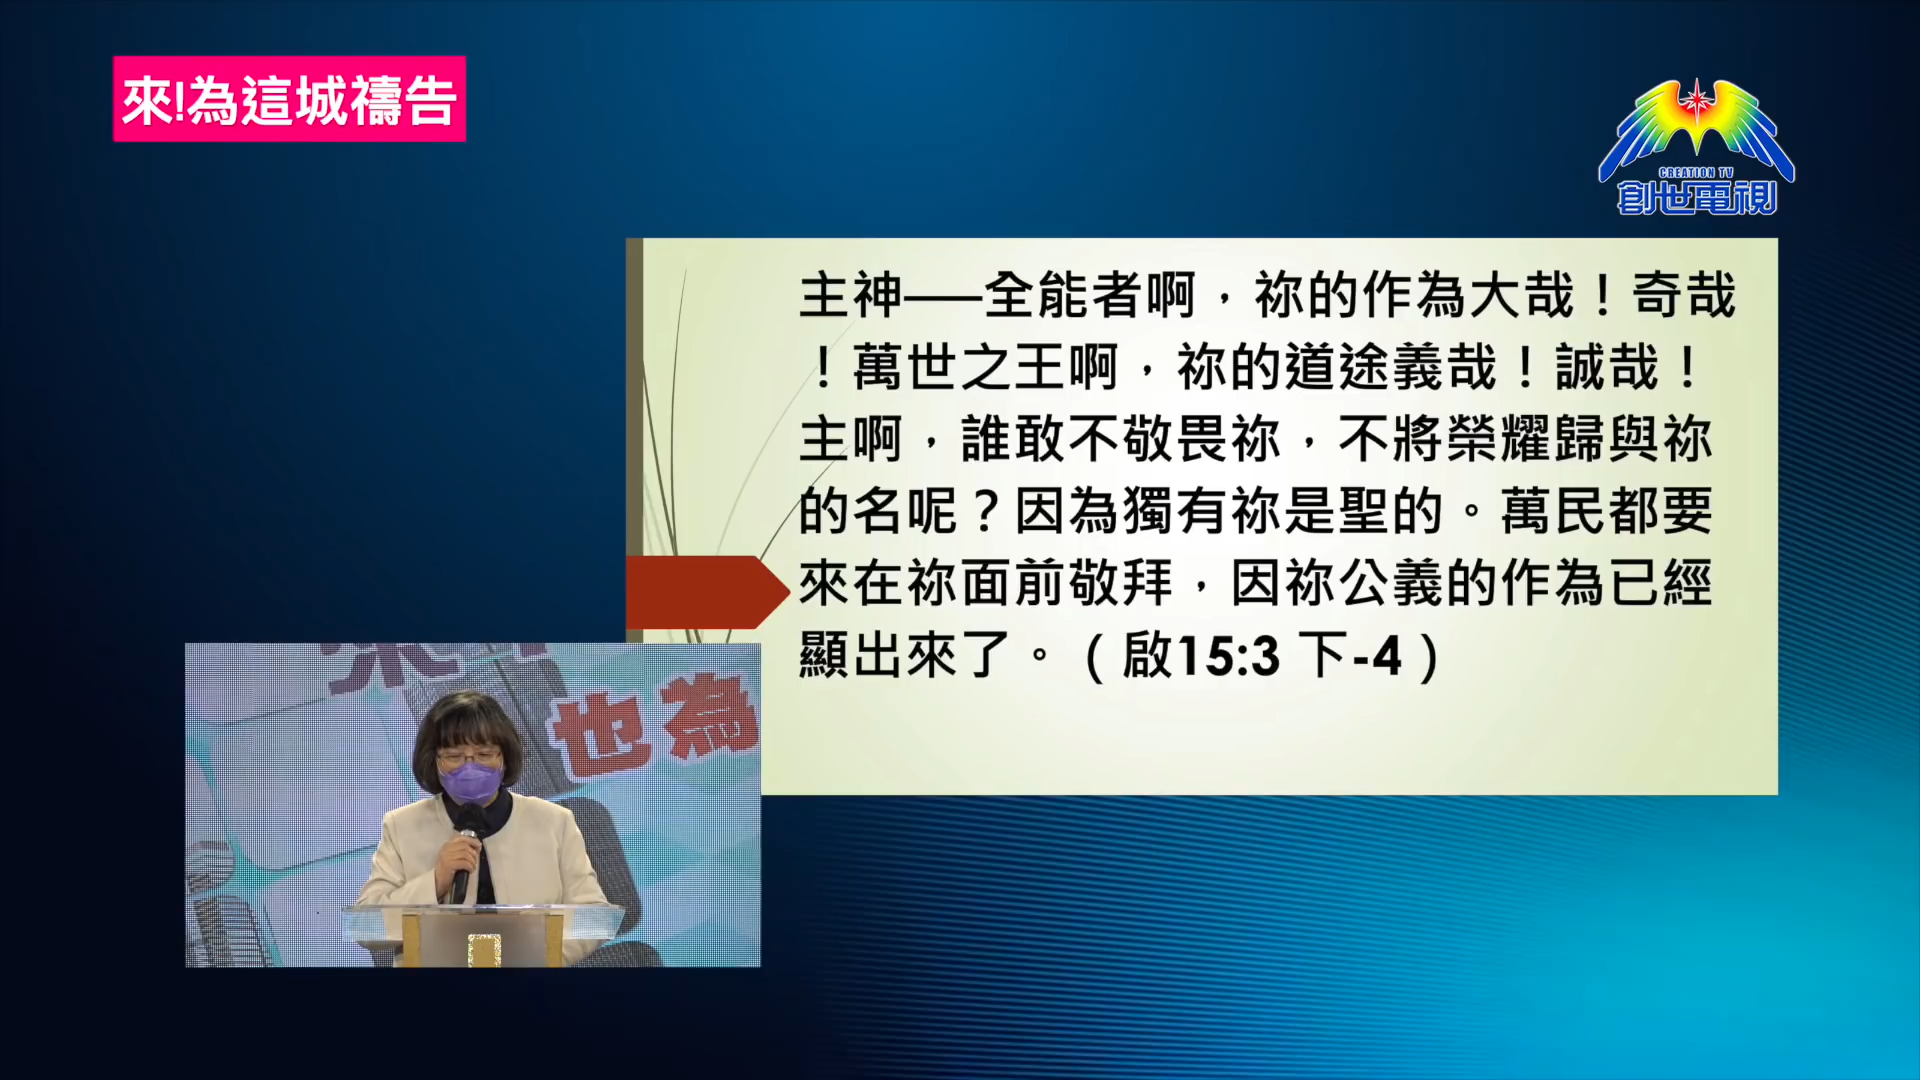 來!為這城禱告
CREATION TV
創世電視
主神──全能者啊，祢的作為大哉！奇哉
！萬世之王啊，祢的道途義哉！誠哉！
主啊，誰敢不敬畏祢，不將榮耀歸與祢
的名呢？因為獨有祢是聖的。萬民都要
來在祢面前敬拜，因祢公義的作為已經
顯出來了。（啟15:3 下-4）
也為